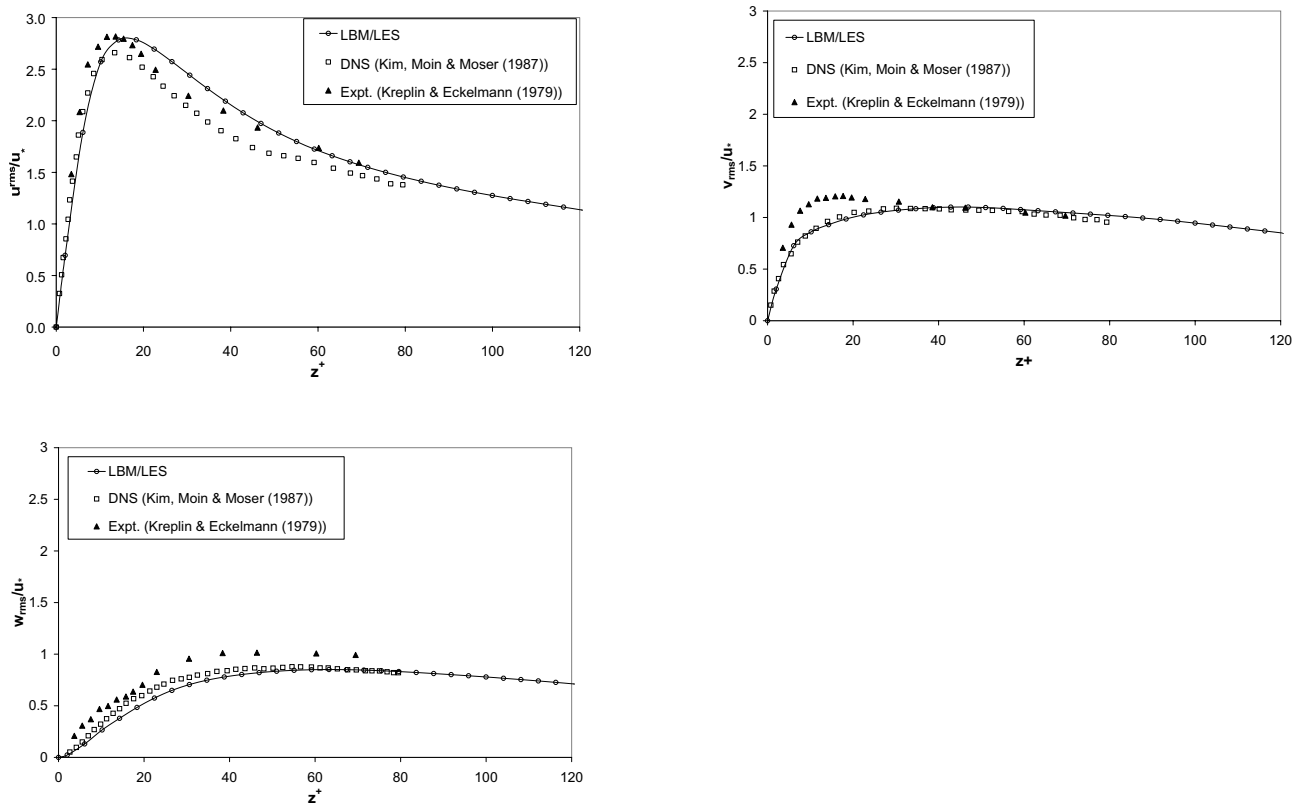 3.0
2.5
2.0
1.5
1.0
0.5
0.0
0 20 40 60 80 100 120
u^rms/u_*
z^+
LBM/LES
DNS (Kim, Moin & Moser (1987))
Expt. (Kreplin & Eckelmann (1979))
3
2.5
2
1.5
1
0.5
0
0 20 40 60 80 100 120
v_rms/u_*
z+
LBM/LES
DNS (Kim, Moin & Moser (1987))
Expt. (Kreplin & Eckelmann (1979))
3
2.5
2
1.5
1
0.5
0
0 20 40 60 80 100 120
w_rms/u_*
z^+
LBM/LES
DNS (Kim, Moin & Moser (1987))
Expt. (Kreplin & Eckelmann (1979))